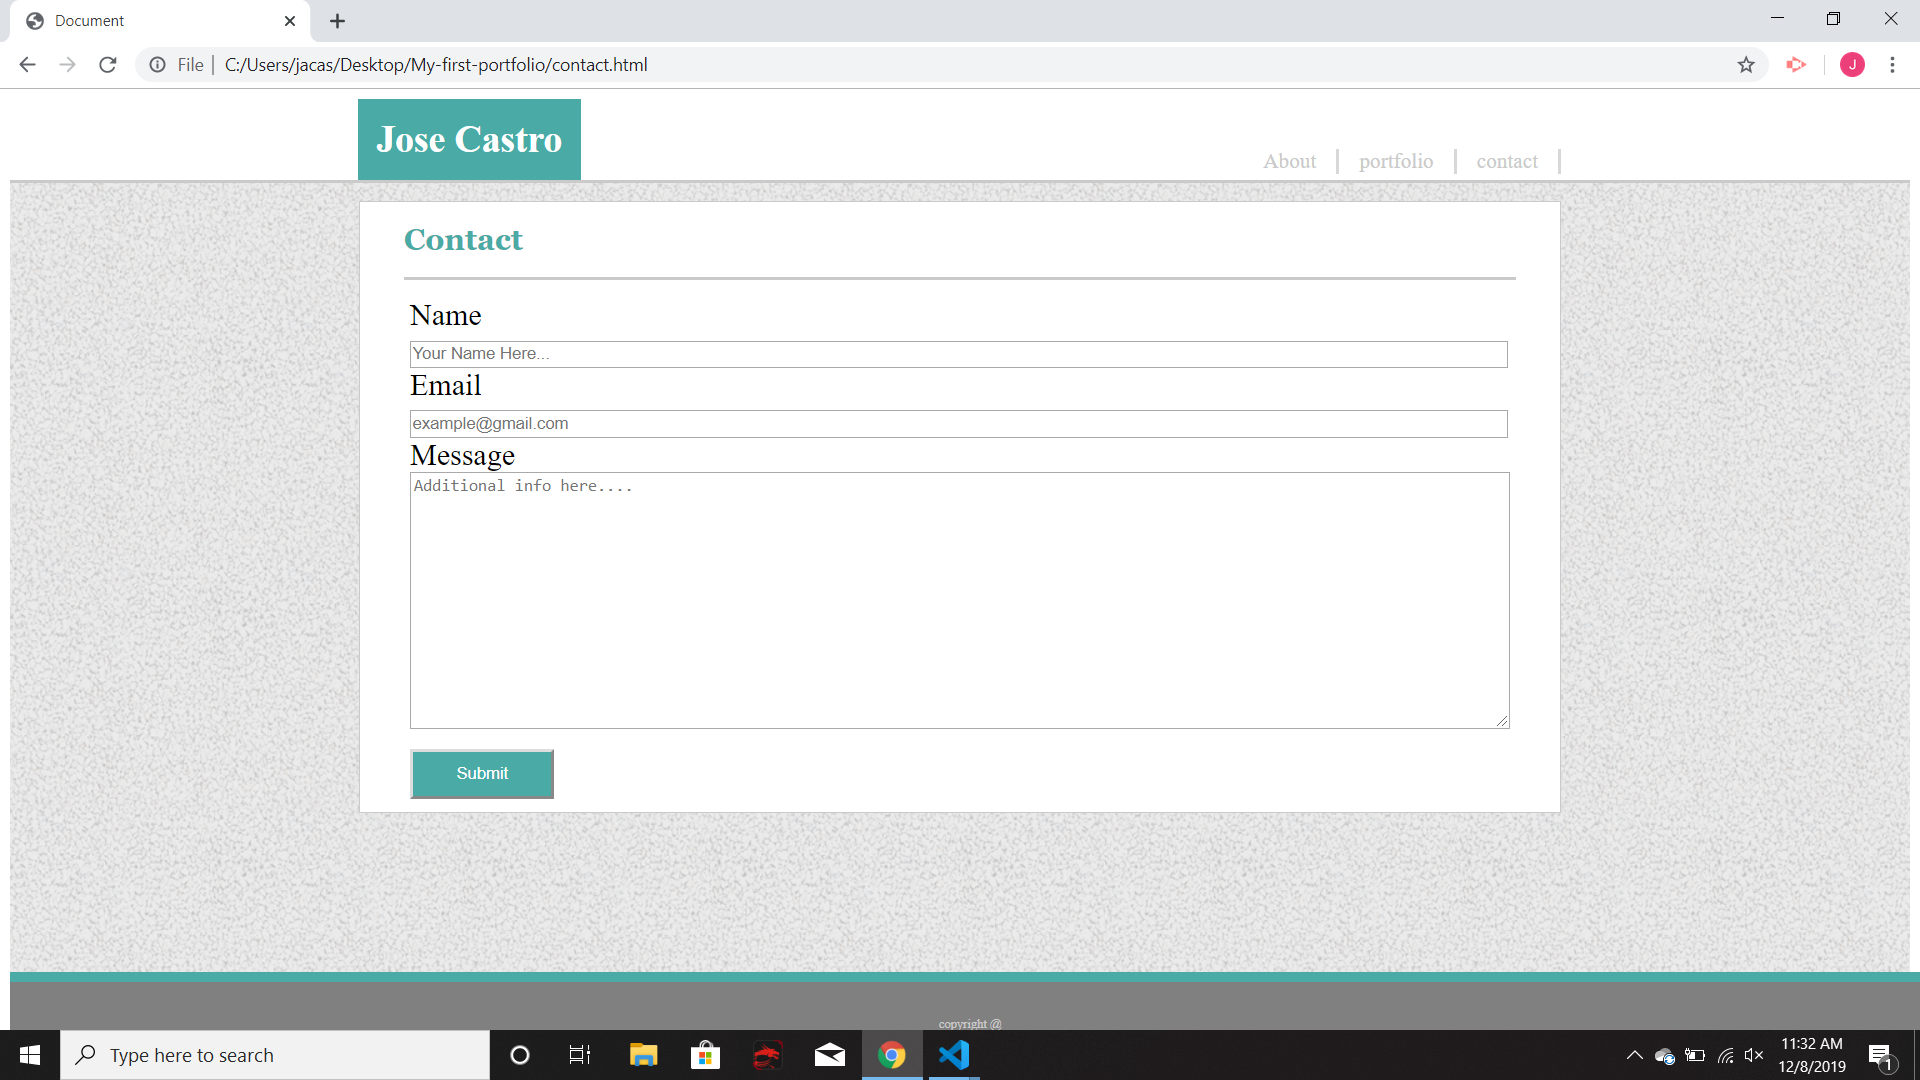 Document
File
C:/Users/jacas/Desktop/My-first-portfolio/contact.html
J
Jose Castro
About
portfolio
contact
Contact
Name
Your Name Here...
Email
example@gmail.com
Message
Additional info here....
Submit
copyright @
Type here to search
11:32 AM
12/8/2019
1